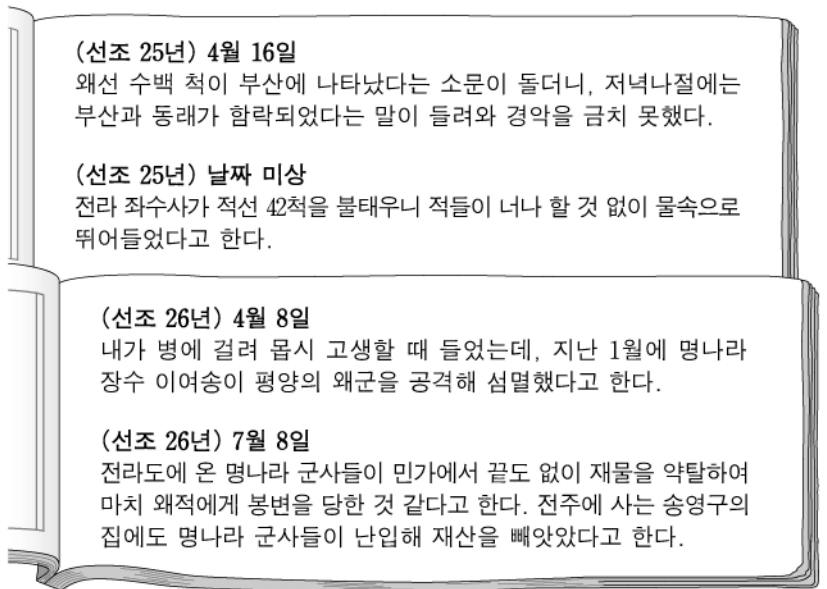 (선조 25년) 4월 16일
왜선 수백 척이 부산에 나타났다는 소문이 돌더니, 저녁나절에는
부산과 동래가 함락되었다는 말이 들려와 경악을 금치 못했다.
(선조 25년) 날짜 미상
전라 좌수사가 적선 42척을 불태우니 적들이 너나 할 것 없이 물속으로
뛰어들었다고 한다.
(선조 26년) 4월 8일
내가 병에 걸려 몹시 고생할 때 들었는데, 지난 1월에 명나라
장수 이여송이 평양의 왜군을 공격해 섬멸했다고 한다.
(선조 26년) 7월 8일
전라도에 온 명나라 군사들이 민가에서 끝도 없이 재물을 약탈하여
마치 왜적에게 봉변을 당한 것 같다고 한다. 전주에 사는 송영구의
집에도 명나라 군사들이 난입해 재산을 빼앗았다고 한다.